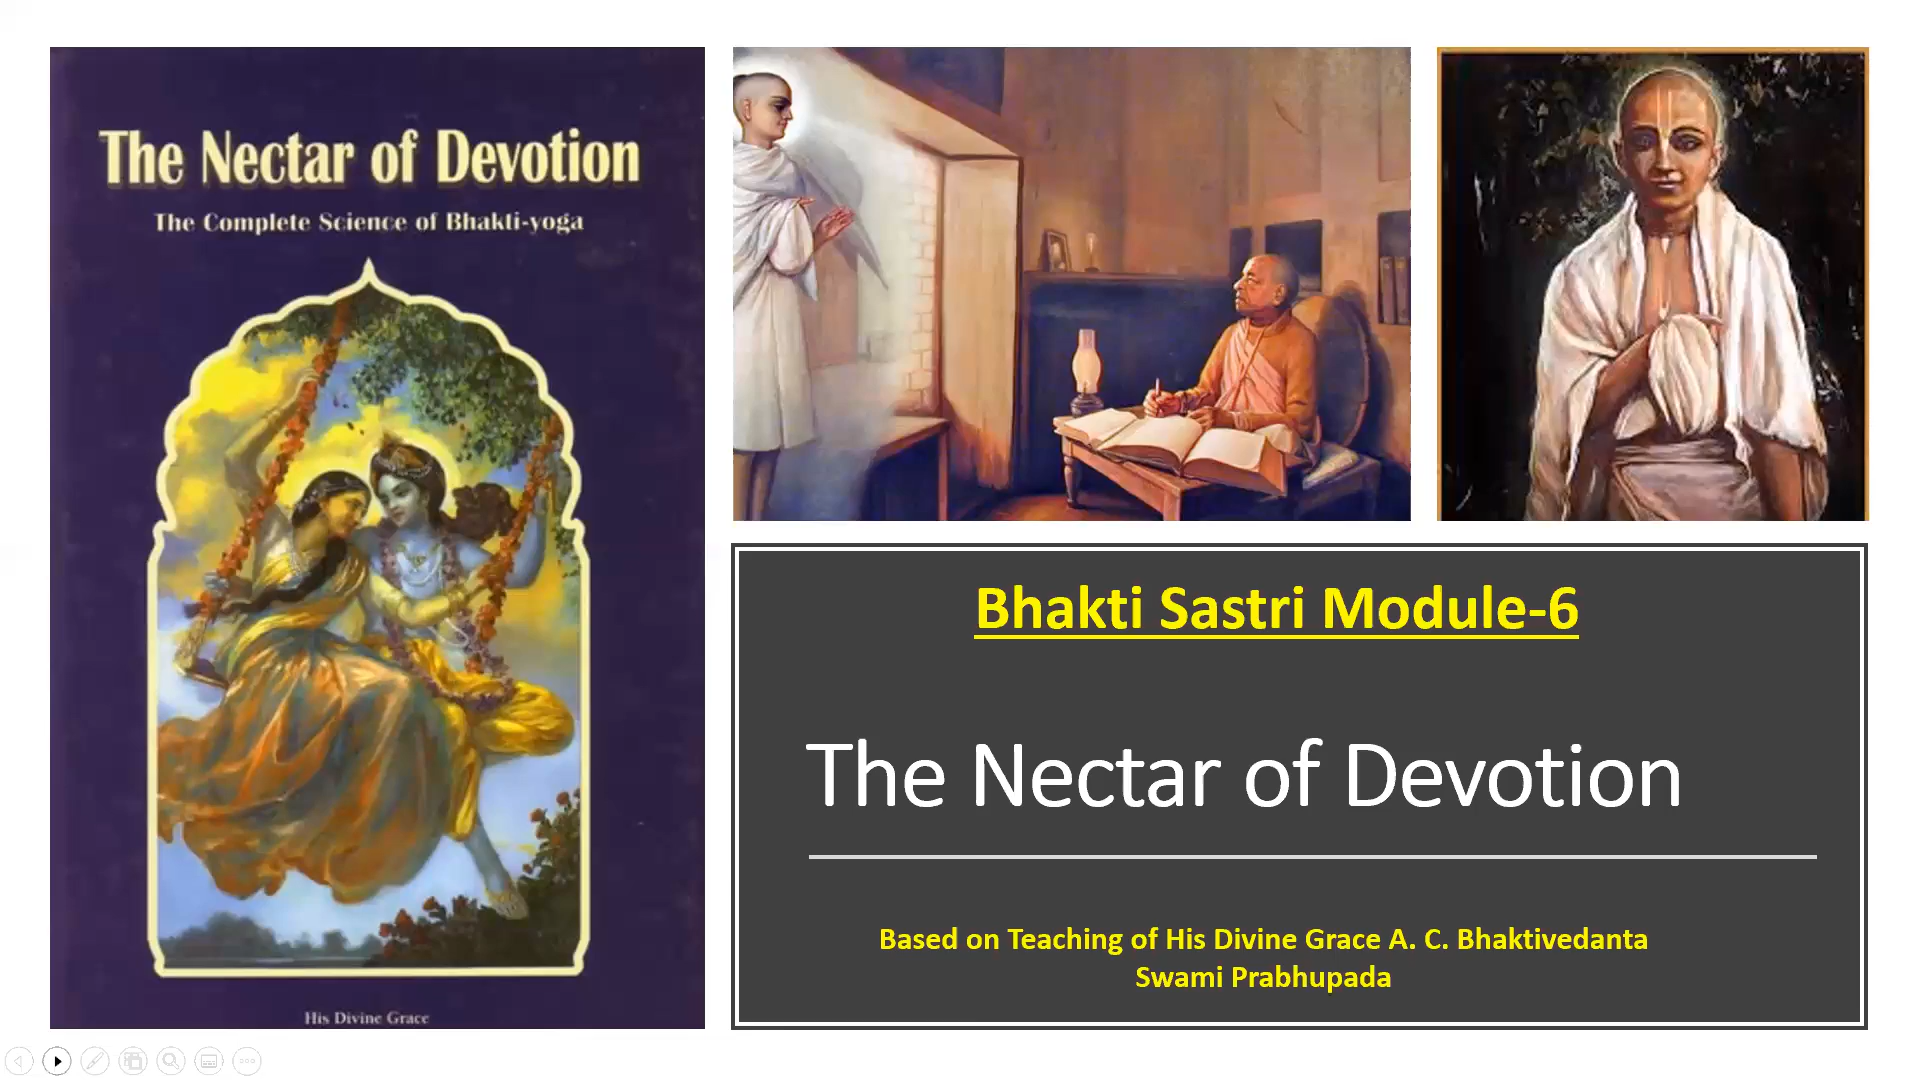 The Nectar of Devotion
The Complete Science of Bhakti-yoga
His Divine Grace
Bhakti Sastri Module-6
The Nectar of Devotion
Based on Teaching of His Divine Grace A. C. Bhaktivedanta
Swami Prabhupada